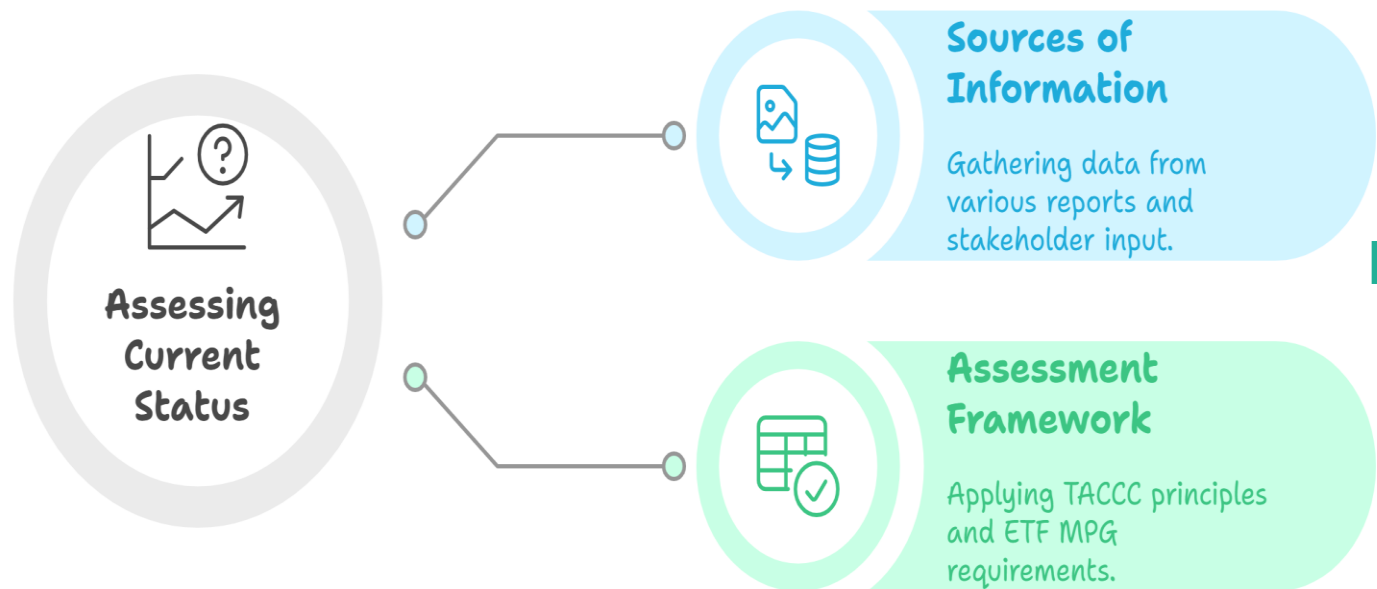 Assessing
Current
Status
Sources of
Information
Gathering data from
various reports and
stakeholder input.
Assessment
Framework
Applying TACCC principles
and ETF MPG
requirements.